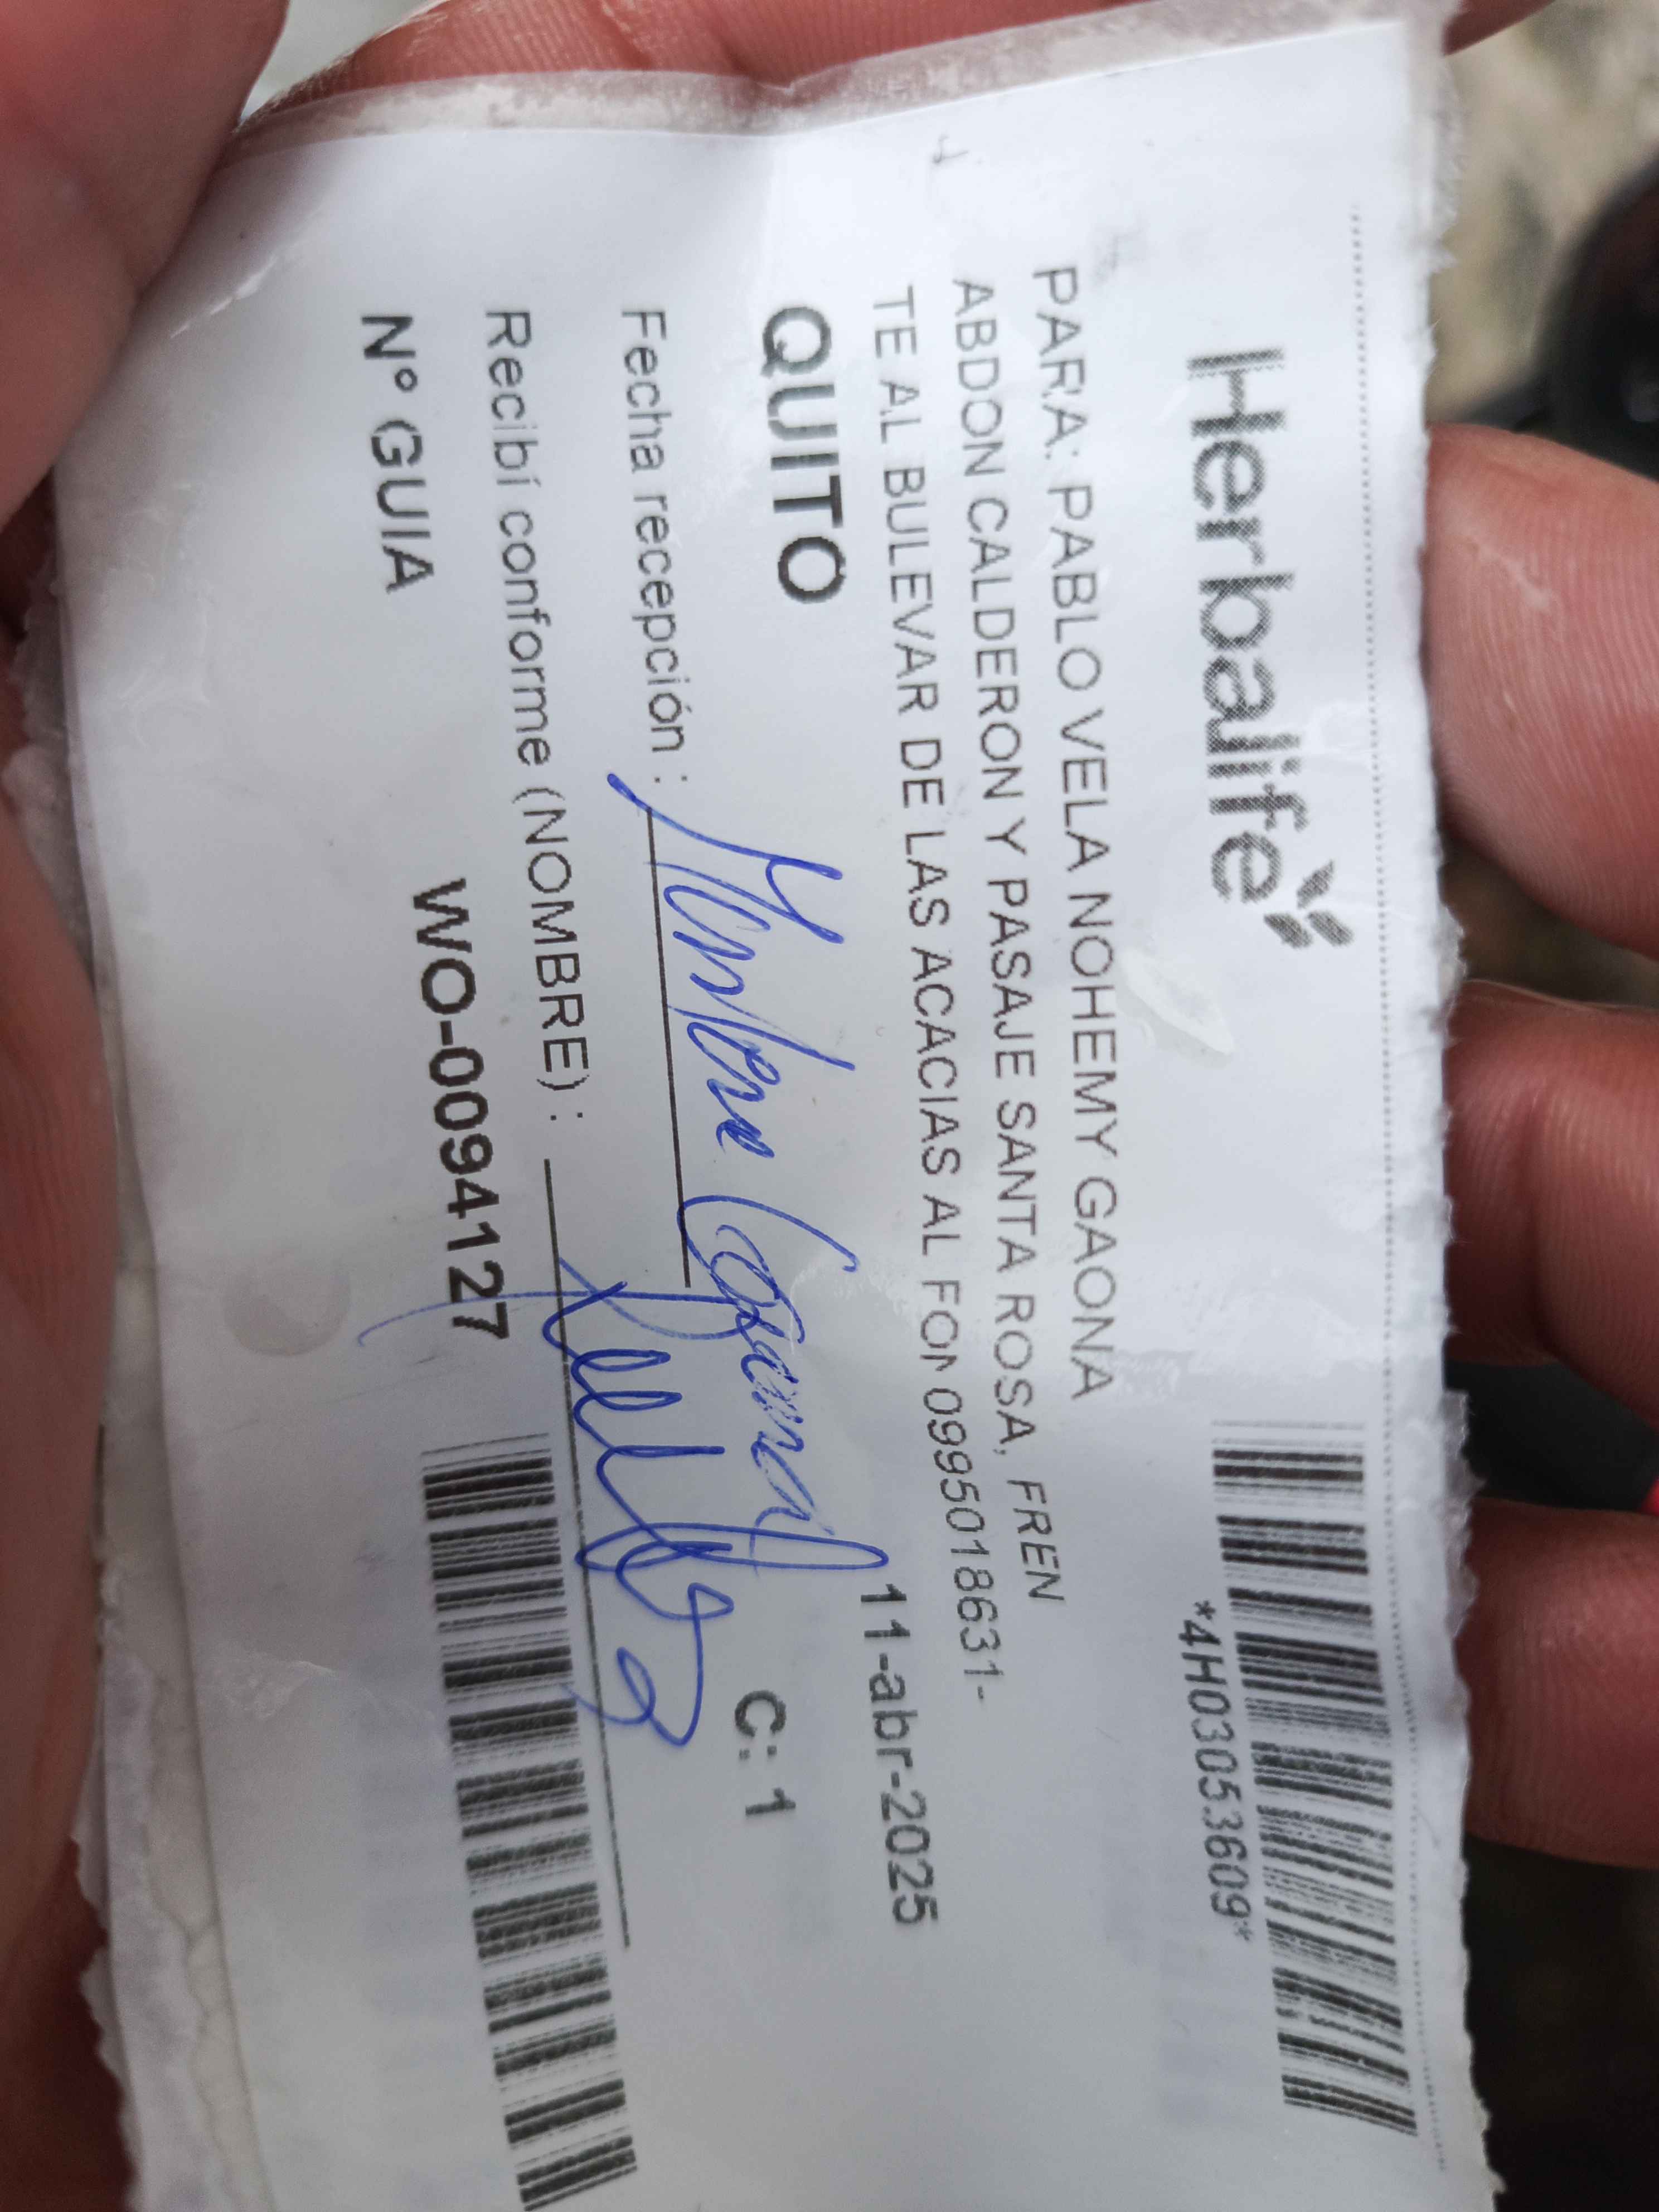 Herbalife
*4H03053609*
PARA: PABLO VELA NOHEMY GAONA
ABDON CALDERON Y PASAJE SANTA ROSA, FREN
TE AL BULEVAR DE LAS ACACIAS AL FON 0995018631-
11-abr-2025
QUITO
C: 1
Fecha recepción :
Recibí conforme (NOMBRE) :
N° GUIA WO-0094127